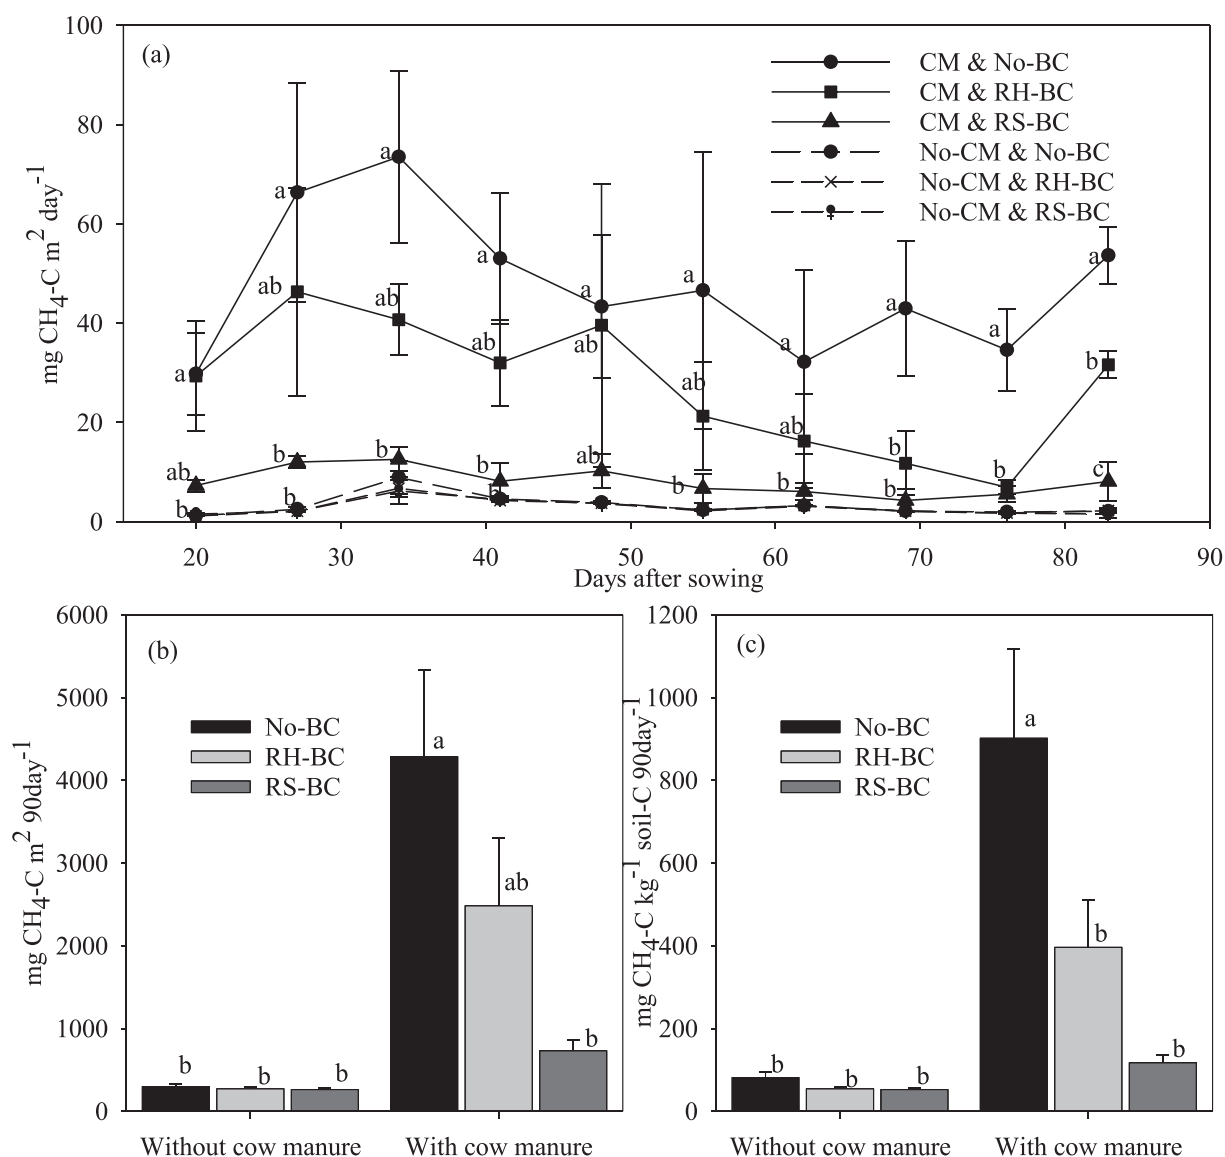 (a)
100
80
60
40
20
0
mg CH4-C m2 day-1
CM & No-BC
CM & RH-BC
CM & RS-BC
No-CM & No-BC
No-CM & RH-BC
No-CM & RS-BC
a a a a a a a a a a
ab ab ab ab ab ab b
ab b b b ab b b b b c
b b b
20 30 40 50 60 70 80 90
Days after sowing
(b)
6000
5000
4000
3000
2000
1000
0
mg CH4-C m2 90day-1
No-BC
RH-BC
RS-BC
b b b a ab b
Without cow manure With cow manure
(c)
1200
1000
800
600
400
200
0
mg CH4-C kg-1 soil-C 90day-1
No-BC
RH-BC
RS-BC
b b b a b b
Without cow manure With cow manure